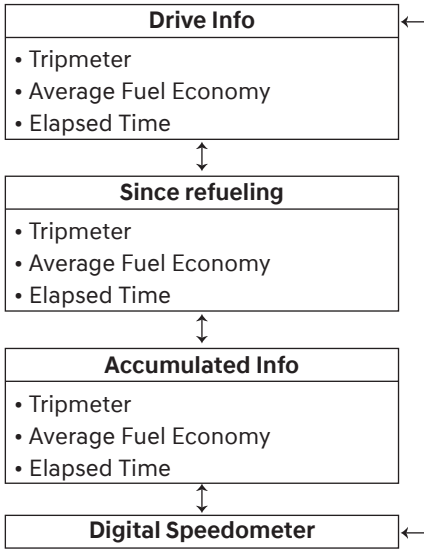 Drive Info
• Tripmeter
• Average Fuel Economy
• Elapsed Time
Since refueling
• Tripmeter
• Average Fuel Economy
• Elapsed Time
Accumulated Info
• Tripmeter
• Average Fuel Economy
• Elapsed Time
Digital Speedometer